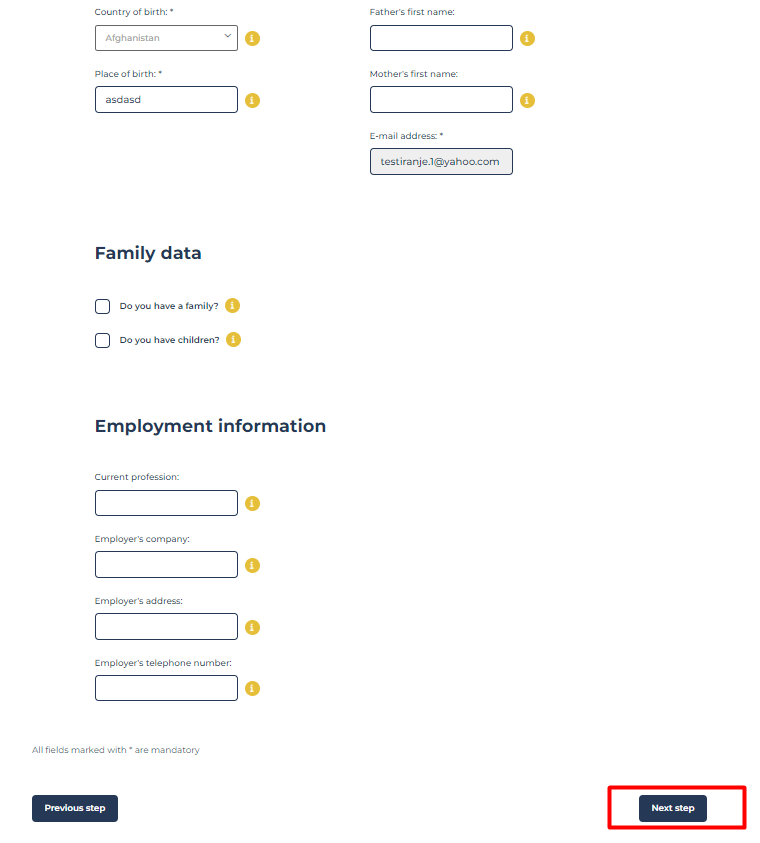 Country of birth: *
Afghanistan
Place of birth: *
asdasd
Father's first name:
Mother's first name:
E-mail address: *
testiranje.1@yahoo.com
Family data
Do you have a family?
Do you have children?
Employment information
Current profession:
Employer's company:
Employer's address:
Employer's telephone number:
All fields marked with * are mandatory
Previous step
Next step